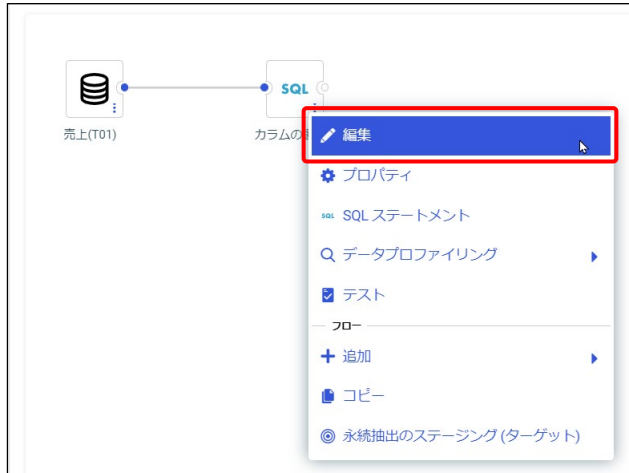 SQL
売上(T01)
カラムの
編集
プロパティ
SQL SQL ステートメント
データプロファイリング
テスト
フロー
追加
コピー
永続抽出のステージング (ターゲット)